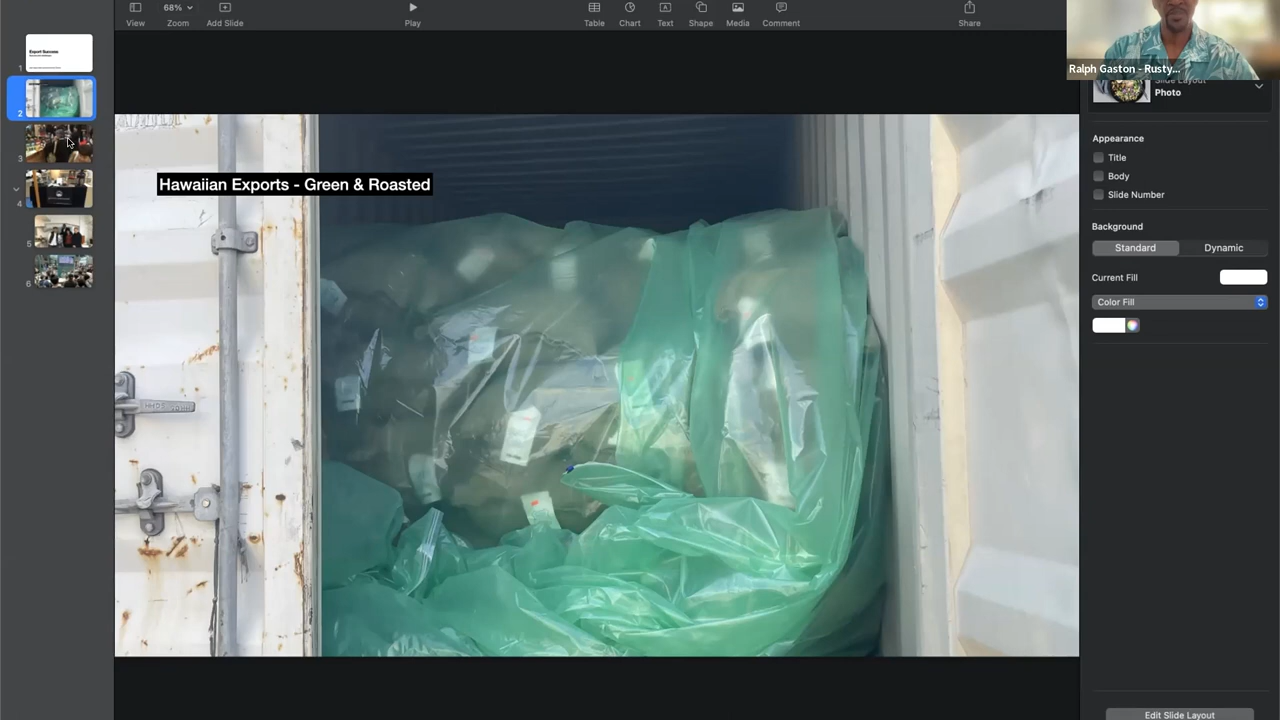 68%
View
Zoom
Add Slide
Play
Table
Chart
Text
Shape
Media
Comment
Share
Ralph Gaston - Rusty...
Slide Layout
Photo
Export Success
1
2
3
4
5
6
Hawaiian Exports - Green & Roasted
Appearance
Title
Body
Slide Number
Background
Standard
Dynamic
Current Fill
Color Fill
Edit Slide Layout